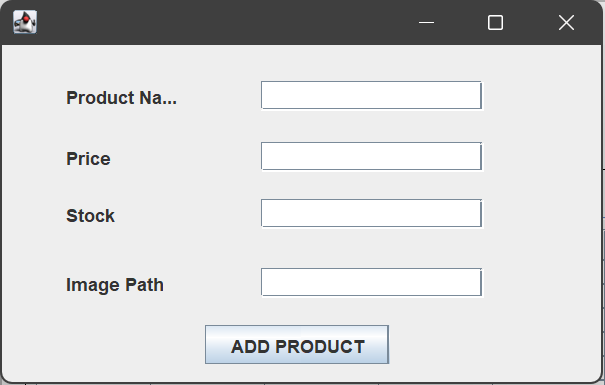 Product Na...
Price
Stock
Image Path
ADD PRODUCT